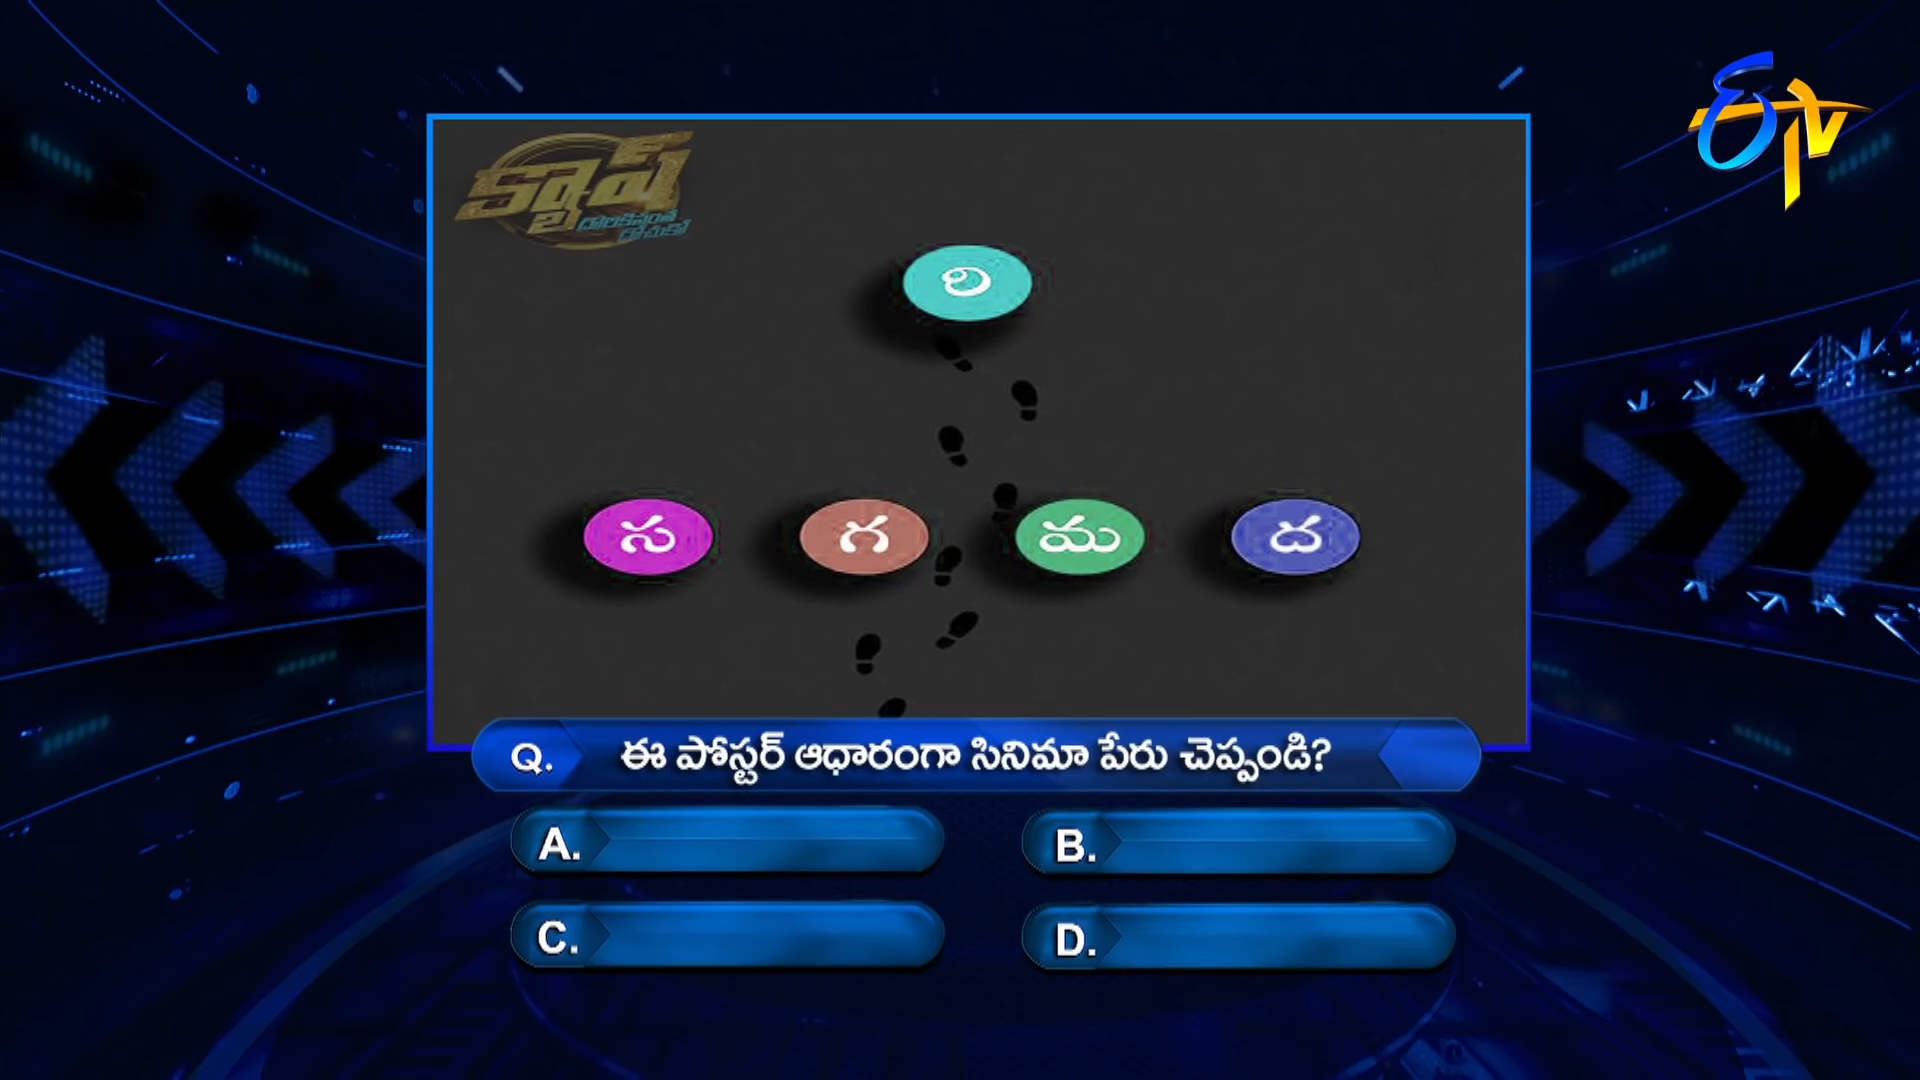 ETV
క్యాష్
దొరికినంత
దోచుకో
రి
స గ మ ద
Q. ఈ పోస్టర్ ఆధారంగా సినిమా పేరు చెప్పండి?
A. B.
C. D.